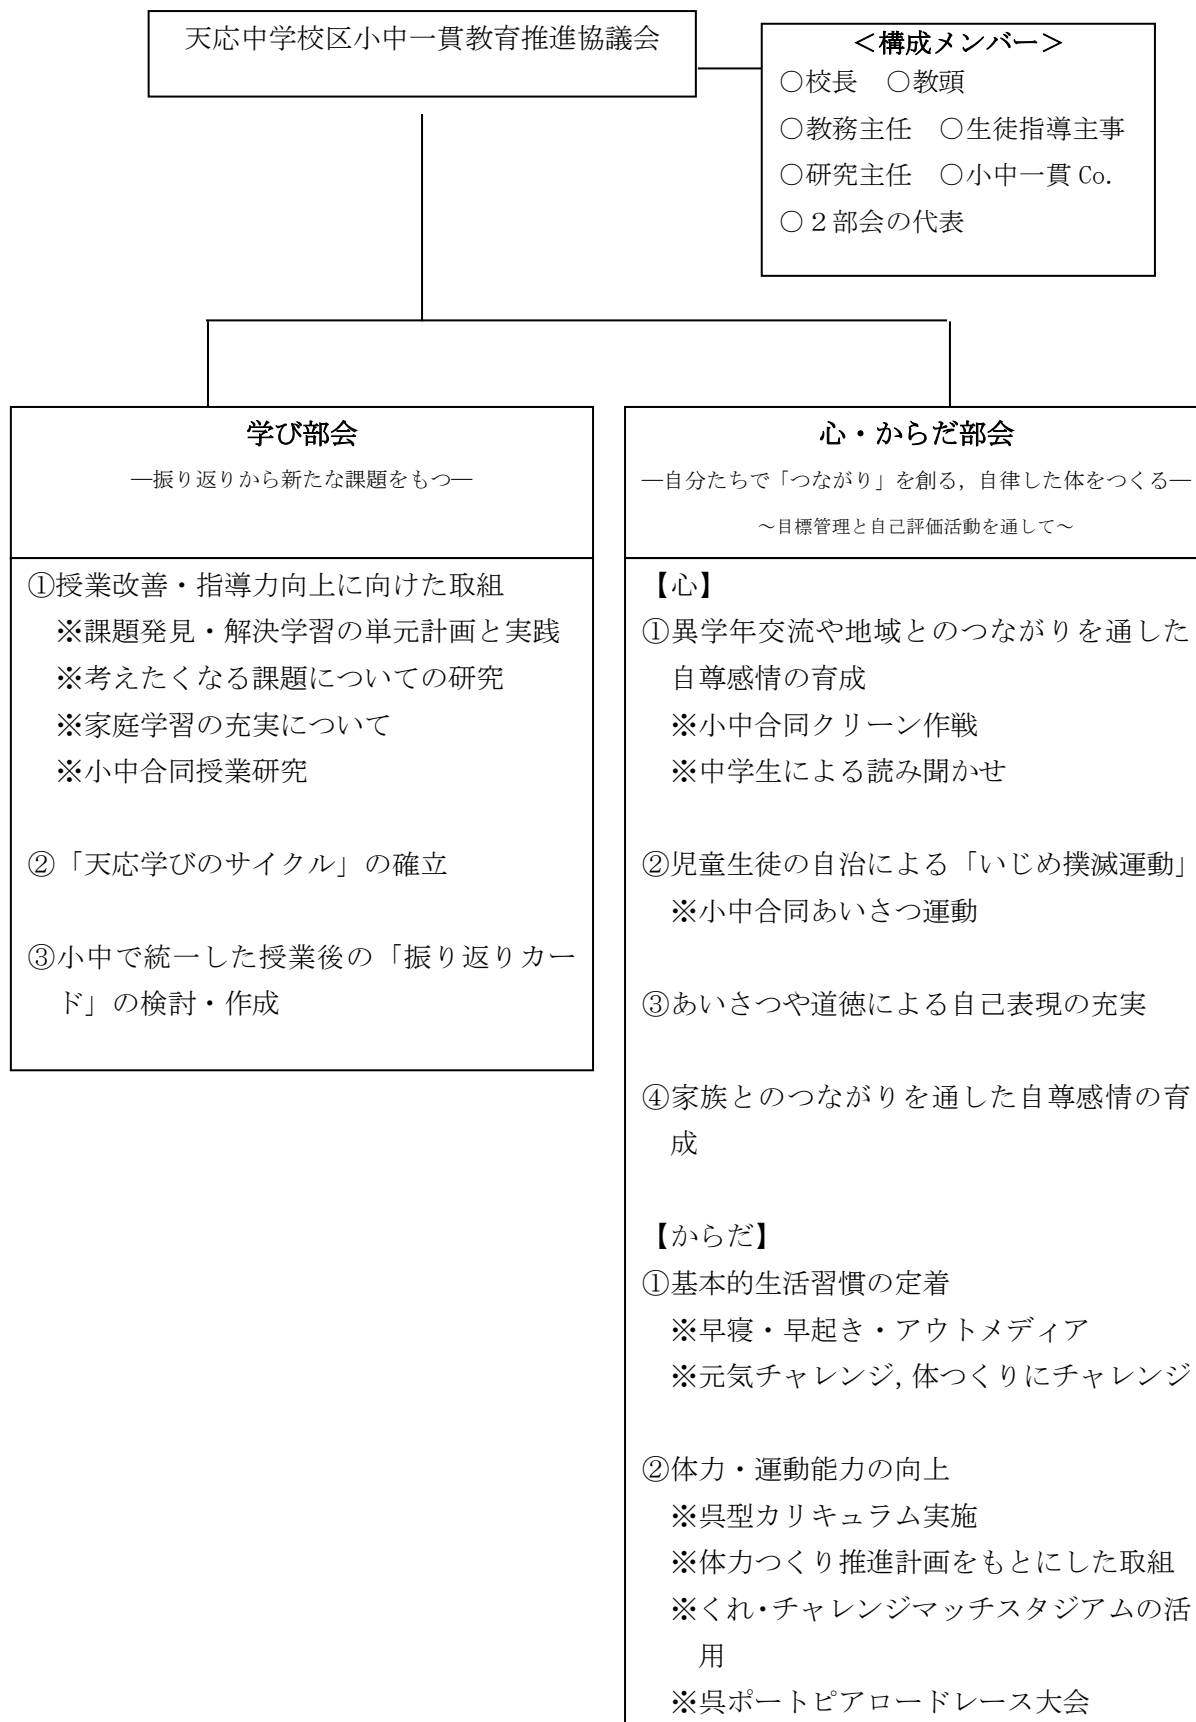 天応中学校区小中一貫教育推進協議会
＜構成メンバー＞
○校長　○教頭
○教務主任　○生徒指導主事
○研究主任　○小中一貫 Co.
○２部会の代表
学び部会
―振り返りから新たな課題をもつ―
①授業改善・指導力向上に向けた取組
※課題発見・解決学習の単元計画と実践
※考えたくなる課題についての研究
※家庭学習の充実について
※小中合同授業研究
②「天応学びのサイクル」の確立
③小中で統一した授業後の「振り返りカー
ド」の検討・作成
心・からだ部会
―自分たちで「つながり」を創る，自律した体をつくる―
～目標管理と自己評価活動を通して～
【心】
①異学年交流や地域とのつながりを通した
自尊感情の育成
※小中合同クリーン作戦
※中学生による読み聞かせ
②児童生徒の自治による「いじめ撲滅運動」
※小中合同あいさつ運動
③あいさつや道徳による自己表現の充実
④家族とのつながりを通した自尊感情の育
成
【からだ】
①基本的生活習慣の定着
※早寝・早起き・アウトメディア
※元気チャレンジ,体つくりにチャレンジ
②体力・運動能力の向上
※呉型カリキュラム実施
※体力つくり推進計画をもとにした取組
※くれ・チャレンジマッチスタジアムの活
用
※呉ポートピアロードレース大会